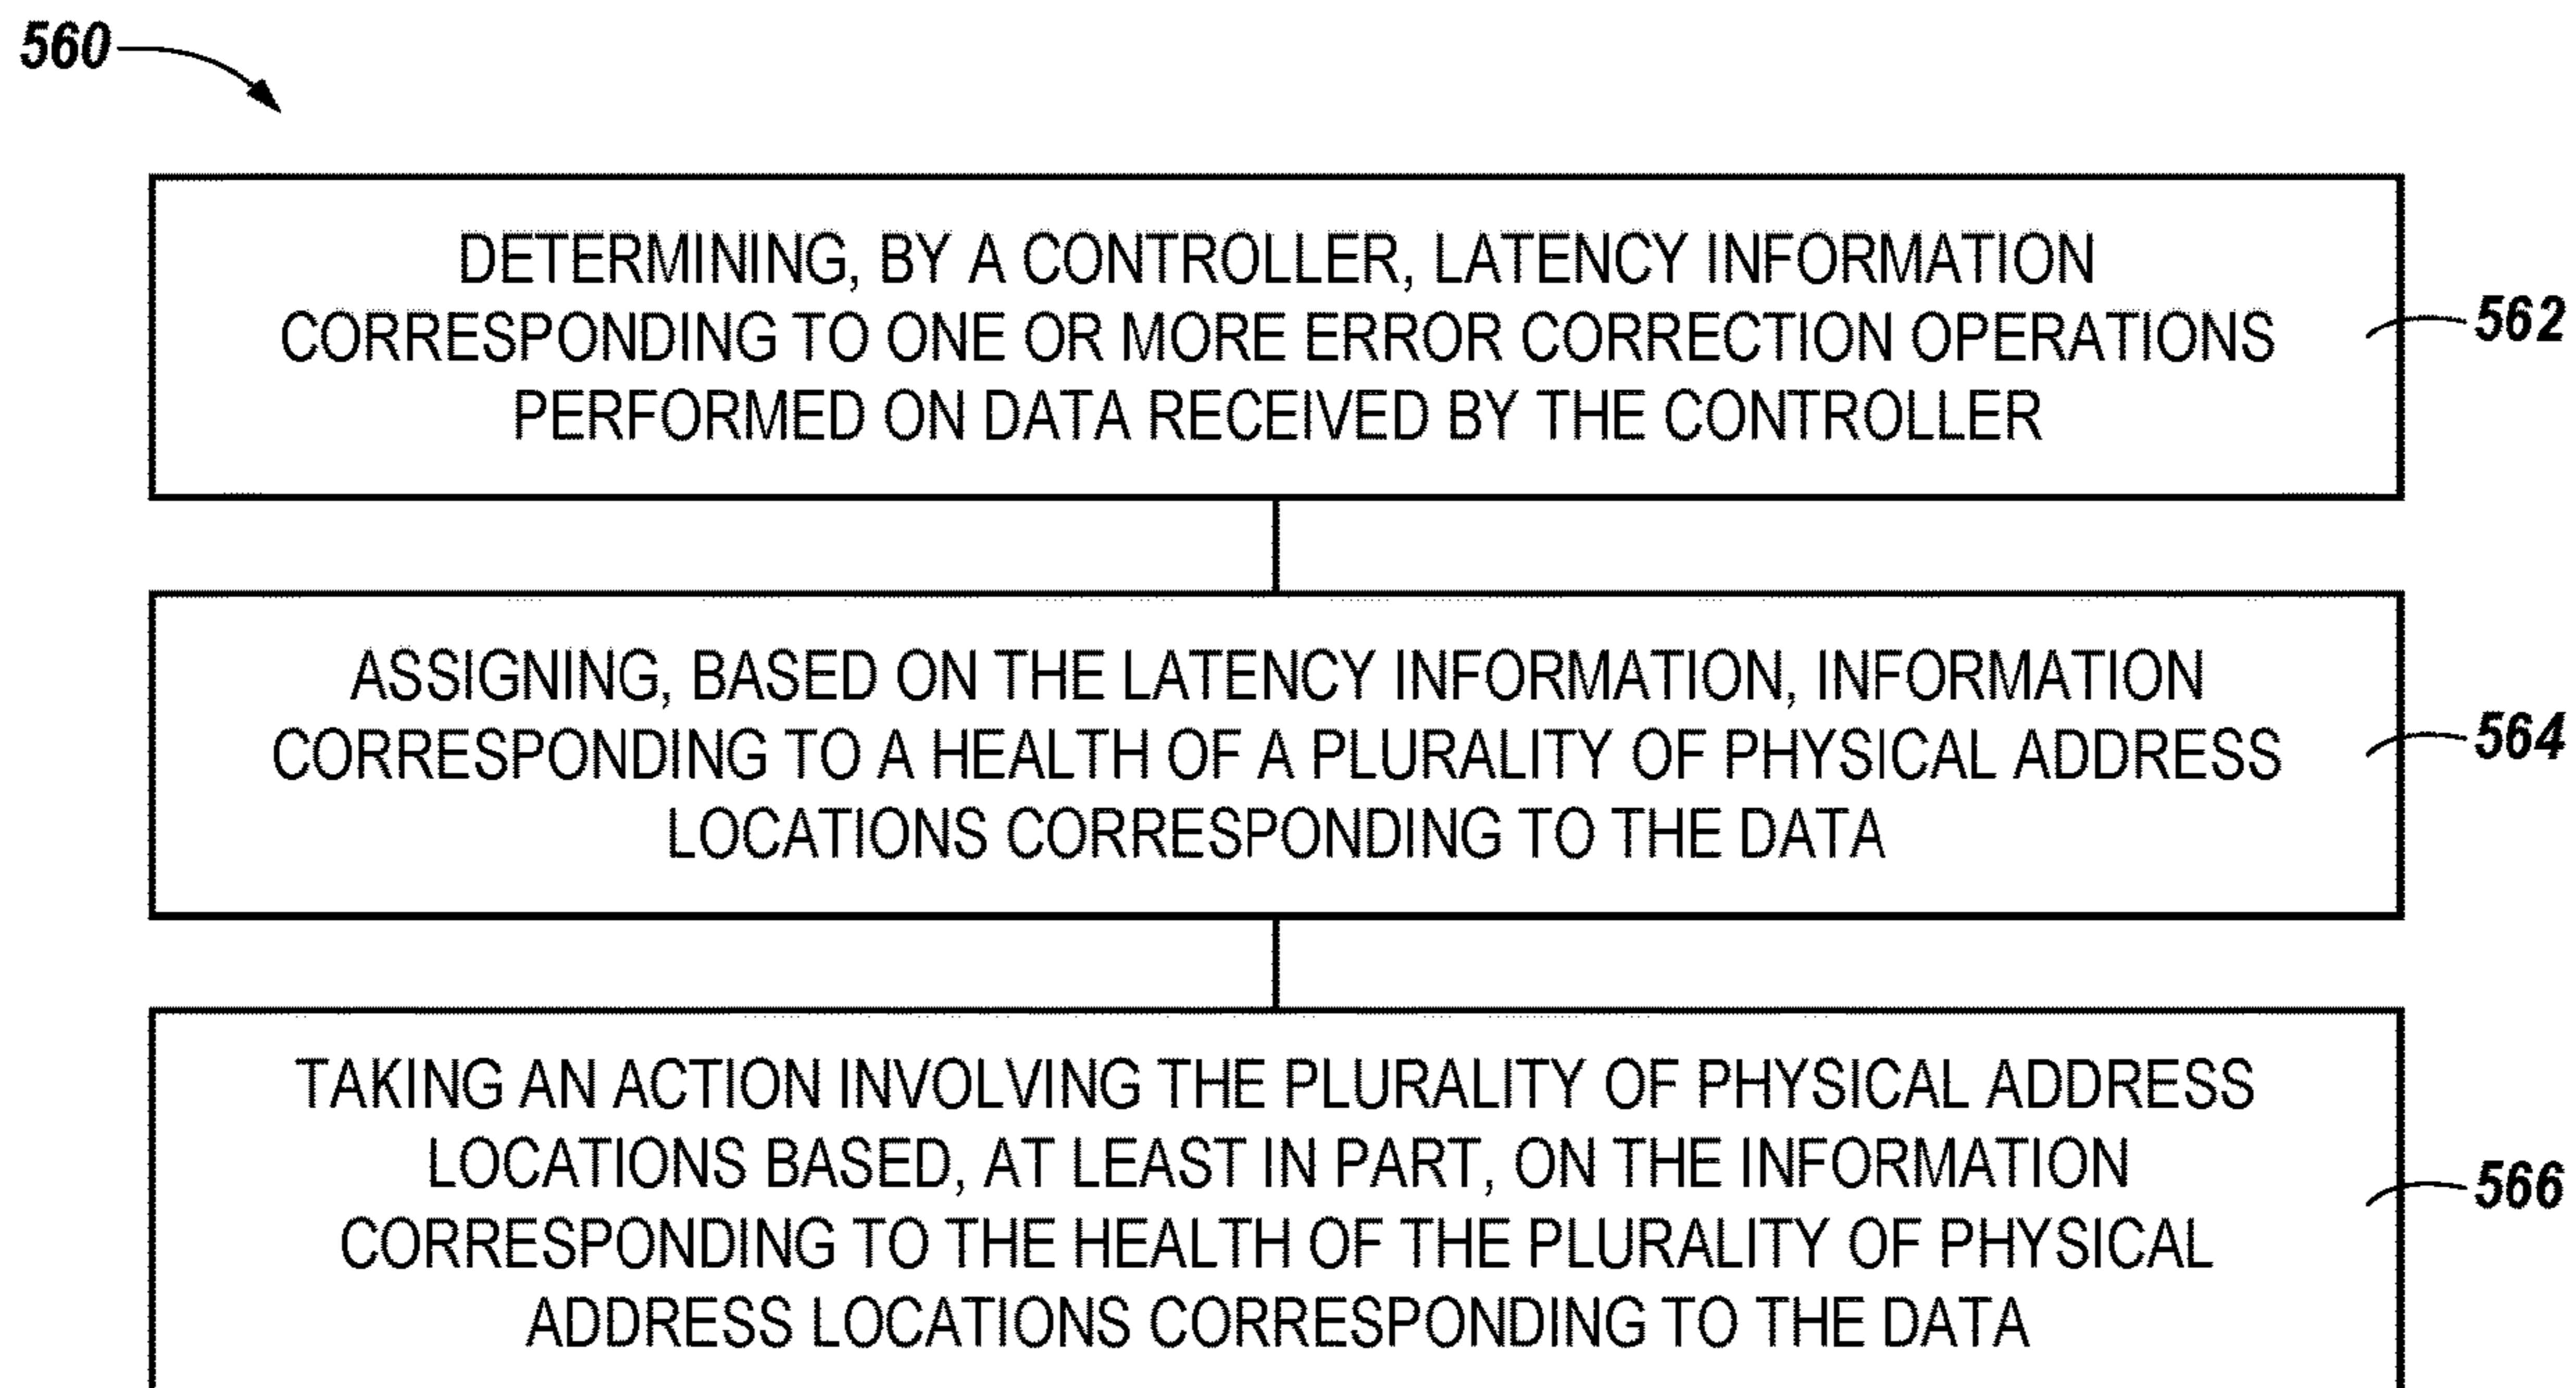 560
DETERMINING, BY A CONTROLLER, LATENCY INFORMATION
CORRESPONDING TO ONE OR MORE ERROR CORRECTION OPERATIONS
PERFORMED ON DATA RECEIVED BY THE CONTROLLER
562
ASSIGNING, BASED ON THE LATENCY INFORMATION, INFORMATION
CORRESPONDING TO A HEALTH OF A PLURALITY OF PHYSICAL ADDRESS
LOCATIONS CORRESPONDING TO THE DATA
564
TAKING AN ACTION INVOLVING THE PLURALITY OF PHYSICAL ADDRESS
LOCATIONS BASED, AT LEAST IN PART, ON THE INFORMATION
CORRESPONDING TO THE HEALTH OF THE PLURALITY OF PHYSICAL
ADDRESS LOCATIONS CORRESPONDING TO THE DATA
566